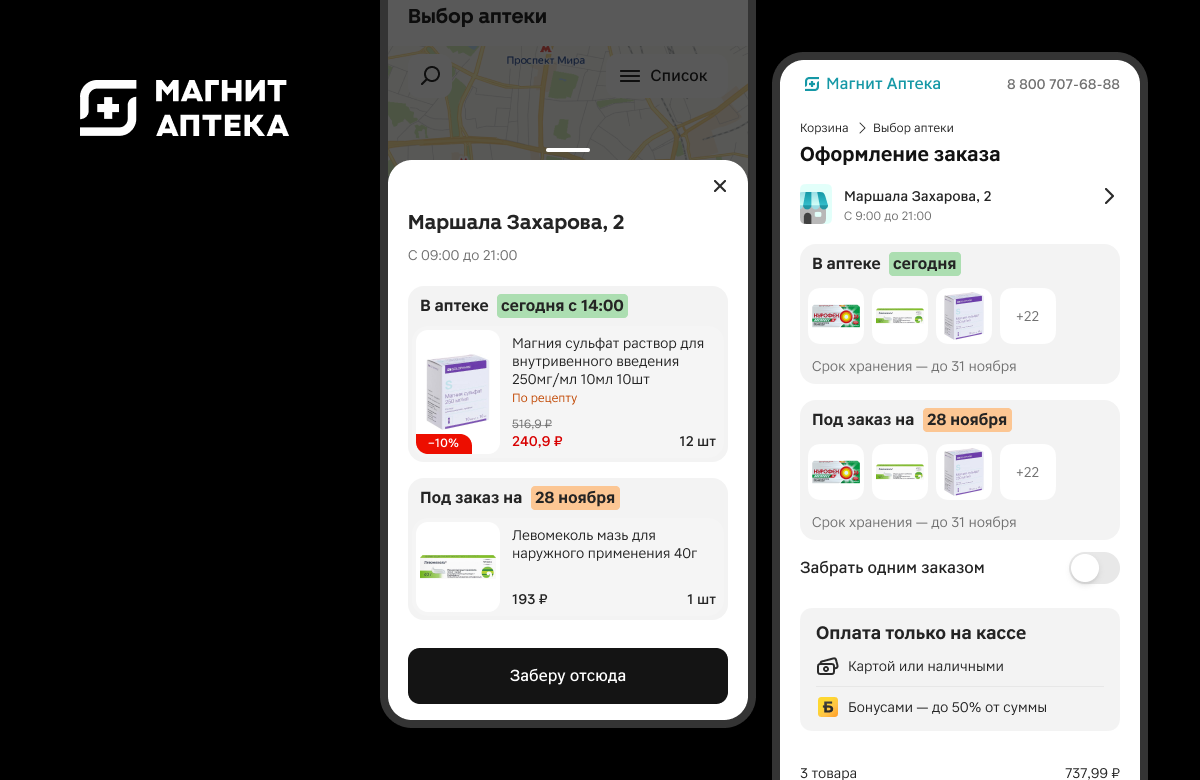 МАГНИТ
АПТЕКА
Выбор аптеки
Проспект Мира
Список
Маршала Захарова, 2
С 09:00 до 21:00
В аптеке сегодня с 14:00
Магния сульфат раствор для
внутривенного введения
250мг/мл 10мл 10шт
По рецепту
516,9 ₽
−10%
240,9 ₽
12 шт
Под заказ на 28 ноября
Левомеколь мазь для
наружного применения 40г
193 ₽
1 шт
Заберу отсюда
Магнит Аптека
8 800 707-68-88
Корзина > Выбор аптеки
Оформление заказа
Маршала Захарова, 2
С 9:00 до 21:00
В аптеке сегодня
НУРОФЕН
+22
Срок хранения — до 31 ноября
Под заказ на 28 ноября
НУРОФЕН
+22
Срок хранения — до 31 ноября
Забрать одним заказом
Оплата только на кассе
Картой или наличными
Б
Бонусами — до 50% от суммы
3 товара
737,99 ₽